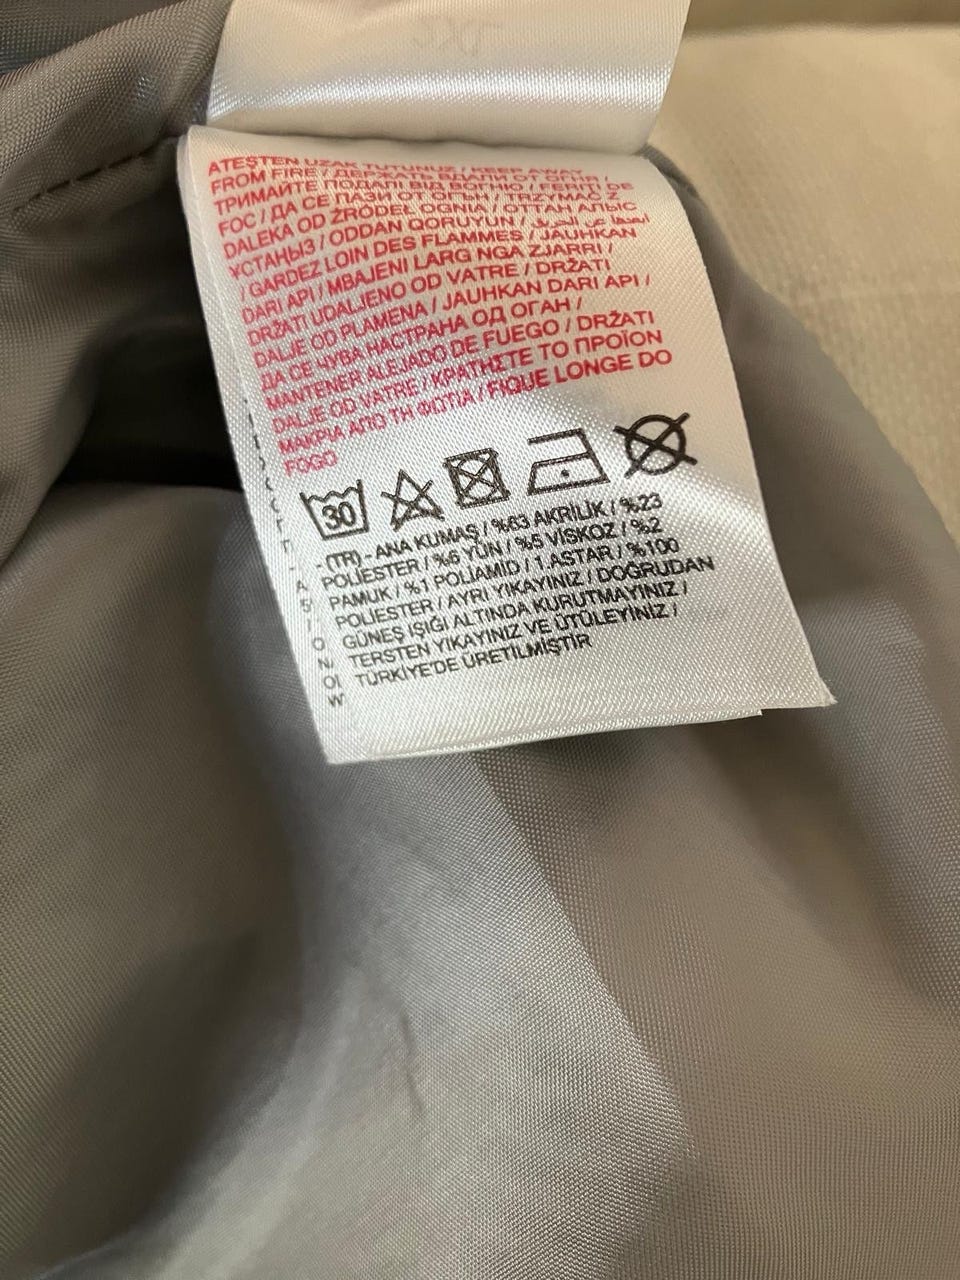 ATEŞTEN UZAK TUTUNUZ / KEEP AWAY
FROM FIRE / ДЕРЖАТЬ ВДАЛИ ОТ ОГНЯ /
ТРИМАЙТЕ ПОДАЛІ ВІД ВОГНЮ / FERITI DE
FOC / ДА СЕ ПАЗИ ОТ ОГЪН / TRZYMAĆ Z
DALEKA OD ŹRÓDEŁ OGNIA / ОТТАН АЛЫС
ҰСТАҢЫЗ / ODDAN QORUYUN /
/ GARDEZ LOIN DES FLAMMES / JAUHKAN
DARI API / MBAJENI LARG NGA ZJARRI /
DRŽATI UDALJENO OD VATRE / DRŽATI
DALJE OD PLAMENA / JAUHKAN DARI API /
ДА СЕ ЧУВА НАСТРАНА ОД ОГАН /
MANTENER ALEJADO DE FUEGO / DRŽATI
DALJE OD VATRE / ΚΡΑΤΗΣΤΕ ΤΟ ΠΡΟΪΟΝ
ΜΑΚΡΙΑ ΑΠΟ ΤΗ ΦΩΤΙΑ / FIQUE LONGE DO
FOGO
30
- (TR) - ANA KUMAŞ / %63 AKRİLİK / %23
POLİESTER / %6 YÜN / %5 VİSKOZ / %2
PAMUK / %1 POLİAMİD / 1.ASTAR / %100
POLİESTER / AYRI YIKAYINIZ / DOĞRUDAN
GÜNEŞ IŞIĞI ALTINDA KURUTMAYINIZ /
TERSTEN YIKAYINIZ VE ÜTÜLEYİNİZ /
TÜRKİYE'DE ÜRETİLMİŞTİR